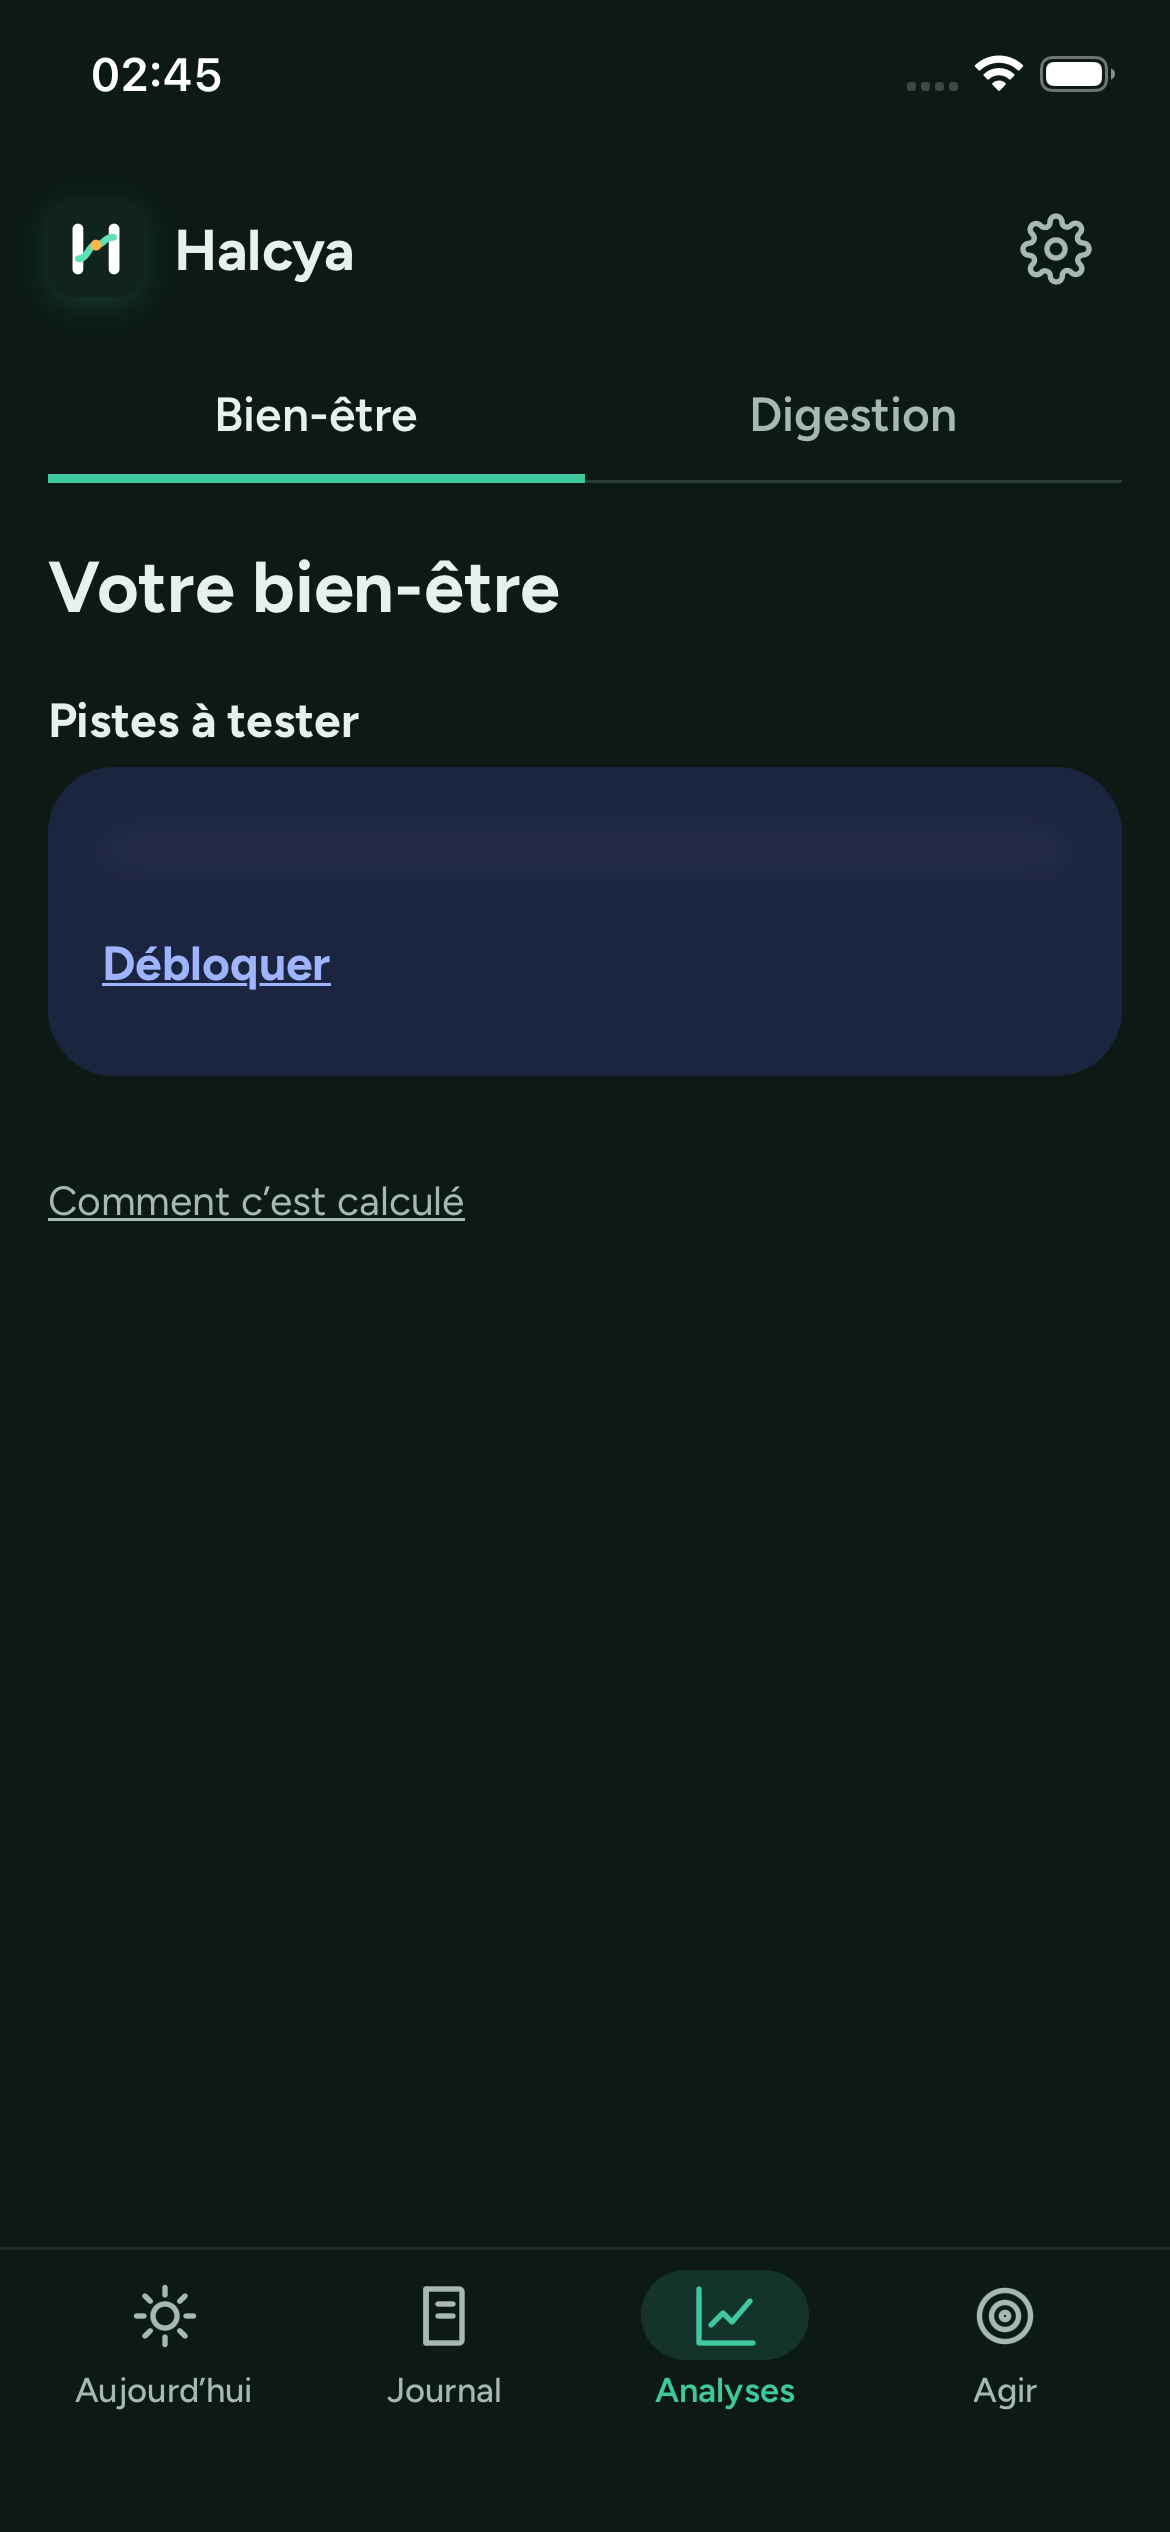 02:45
Halcya
Bien-être
Digestion
Votre bien-être
Pistes à tester
Débloquer
Comment c’est calculé
Aujourd’hui
Journal
Analyses
Agir